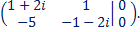 (1 + 2i 1 | 0
−5 −1 − 2i | 0).